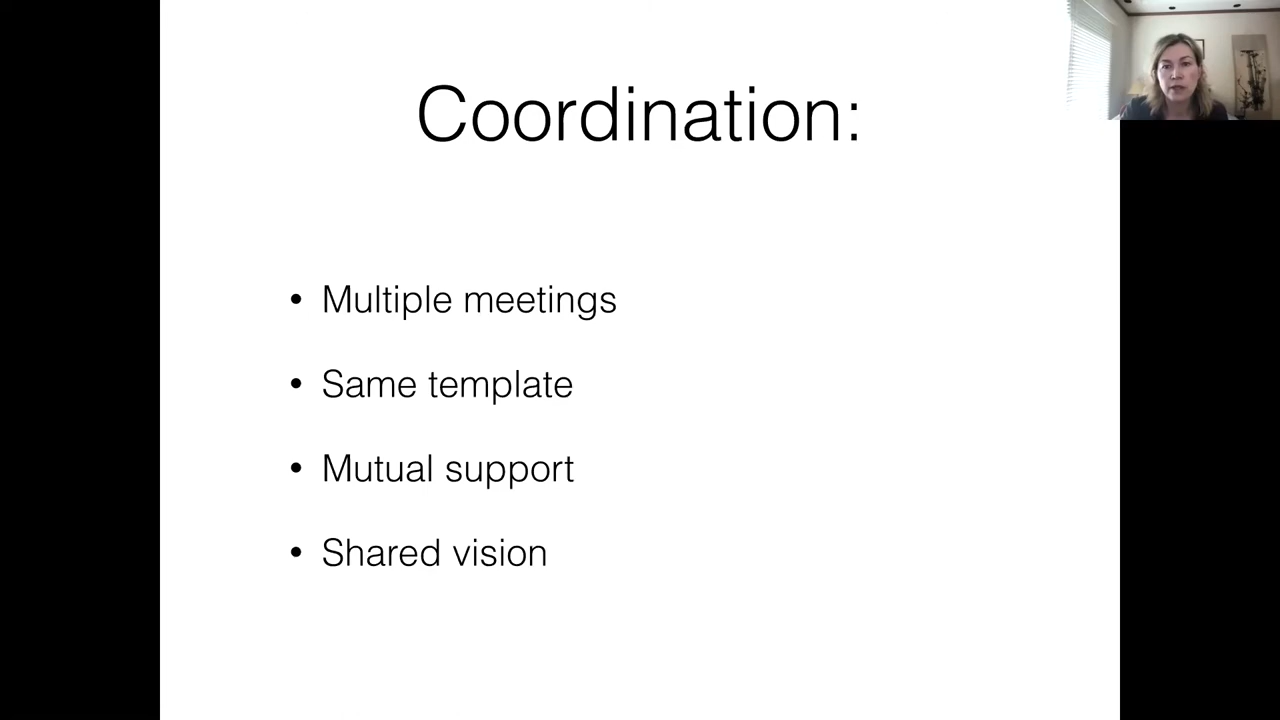 Coordination:
• Multiple meetings
• Same template
• Mutual support
• Shared vision